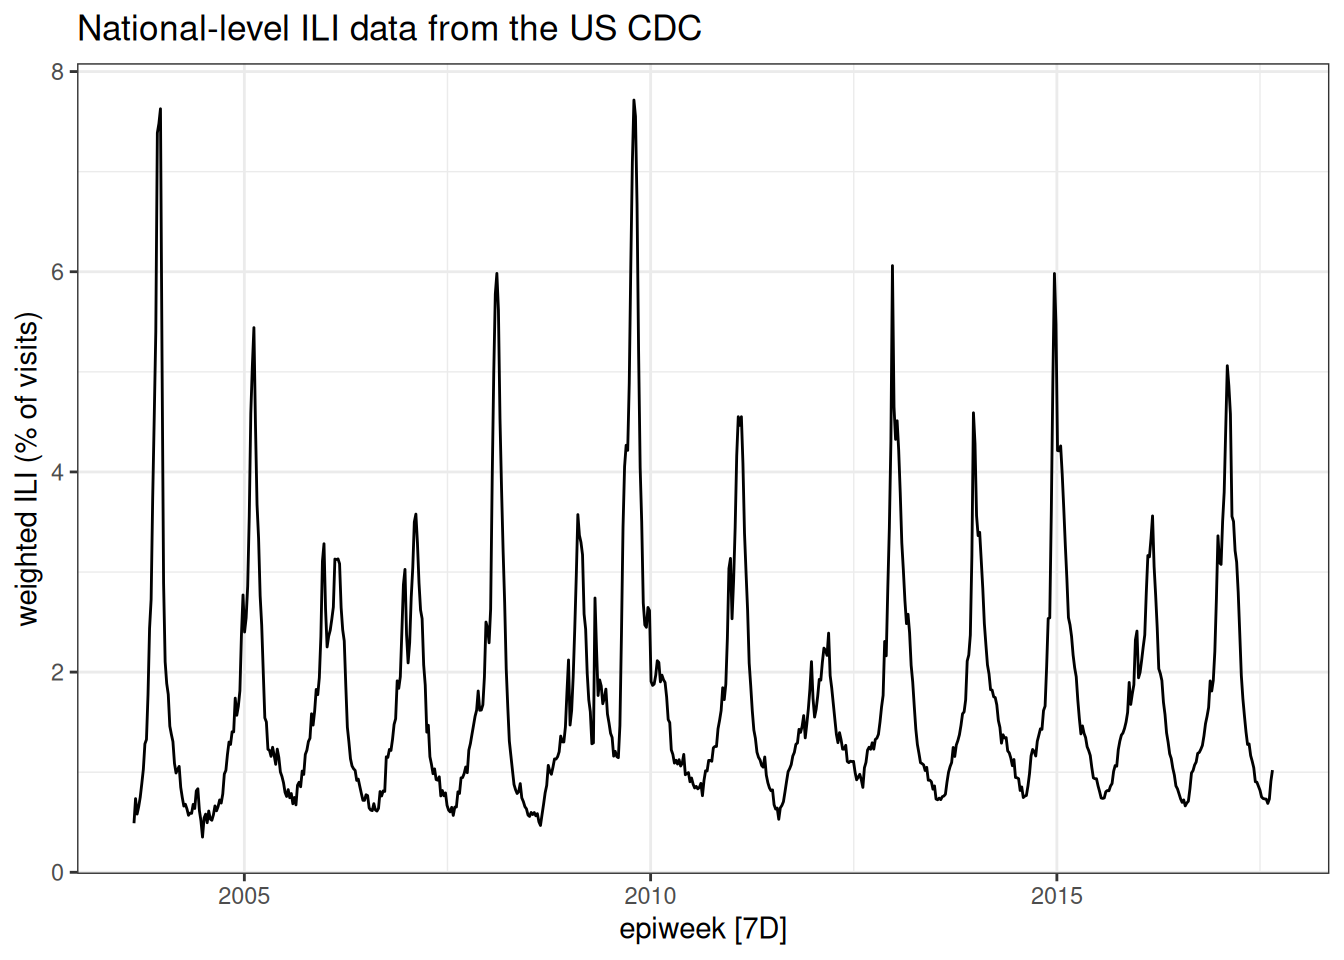 National-level ILI data from the US CDC
weighted ILI (% of visits)
8
6
4
2
0
2005
2010
2015
epiweek [7D]